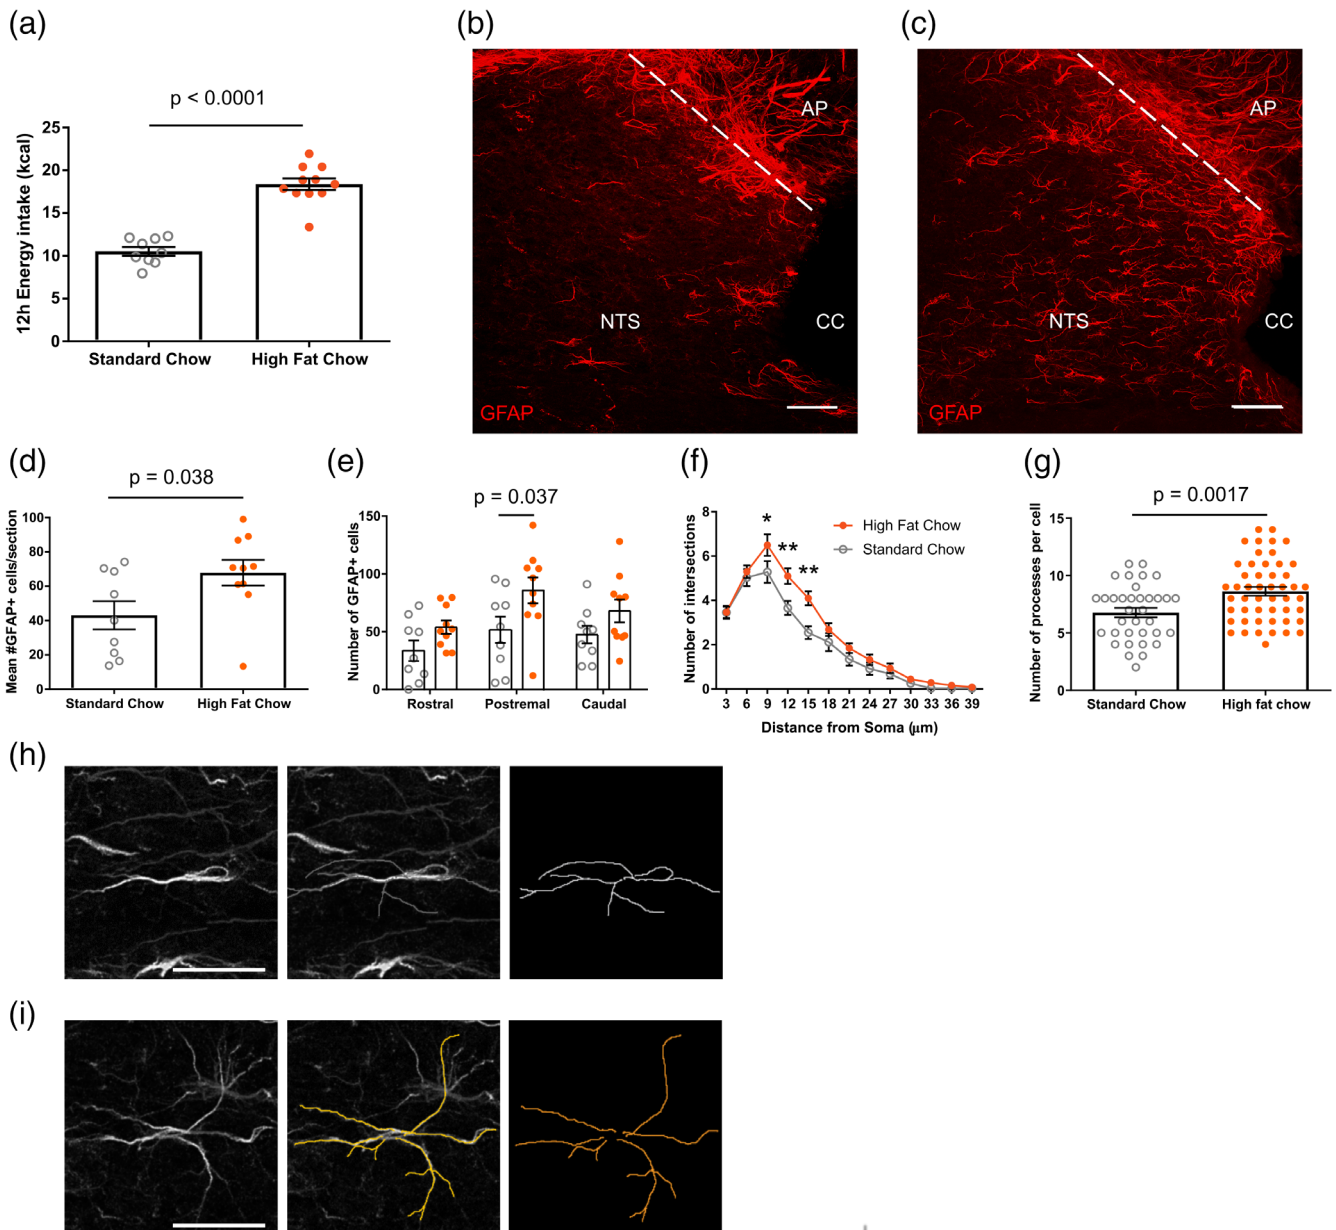 (a)
p < 0.0001
12h Energy intake (kcal)
25
20
15
10
5
0
Standard Chow
High Fat Chow
(b)
AP
NTS
CC
GFAP
(c)
AP
NTS
CC
GFAP
(d)
p = 0.038
Mean #GFAP+ cells/section
100
80
60
40
20
0
Standard Chow
High Fat Chow
(e)
p = 0.037
Number of GFAP+ cells
150
100
50
0
Rostral
Postremal
Caudal
(f)
Number of intersections
8
6
4
2
0
*
**
**
High Fat Chow
Standard Chow
3 6 9 12 15 18 21 24 27 30 33 36 39
Distance from Soma (μm)
(g)
p = 0.0017
Number of processes per cell
15
10
5
0
Standard Chow
High fat chow
(h)
(i)